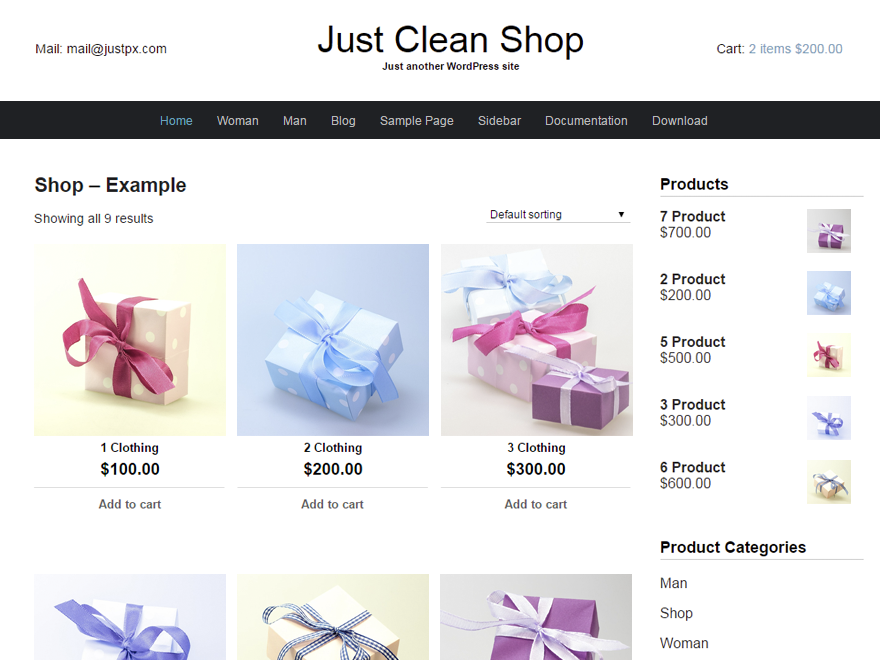 Mail: mail@justpx.com
Just Clean Shop
Just another WordPress site
Cart: 2 items $200.00
Home Woman Man Blog Sample Page Sidebar Documentation Download
Shop – Example
Showing all 9 results
Default sorting
1 Clothing
$100.00
Add to cart
2 Clothing
$200.00
Add to cart
3 Clothing
$300.00
Add to cart
Products
7 Product
$700.00
2 Product
$200.00
5 Product
$500.00
3 Product
$300.00
6 Product
$600.00
Product Categories
Man
Shop
Woman